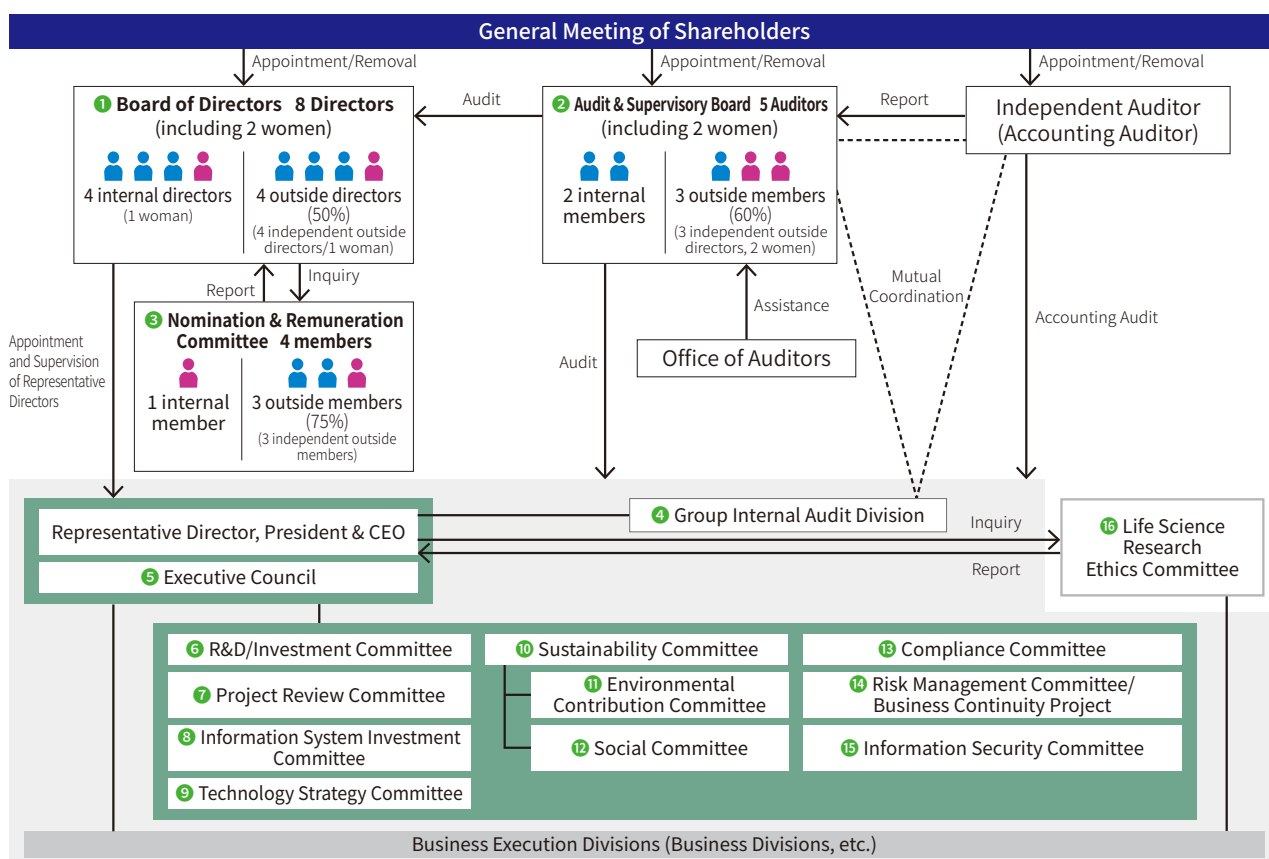 General Meeting of Shareholders
Appointment/Removal
Appointment/Removal
Appointment/Removal
❶ Board of Directors 8 Directors
(including 2 women)
4 internal directors
(1 woman)
4 outside directors
(50%)
(4 independent outside
directors/1 woman)
Audit
❷ Audit & Supervisory Board 5 Auditors
(including 2 women)
2 internal
members
3 outside members
(60%)
(3 independent outside
directors, 2 women)
Report
Independent Auditor
(Accounting Auditor)
Report
Inquiry
❸ Nomination & Remuneration
Committee 4 members
1 internal
member
3 outside members
(75%)
(3 independent outside
members)
Appointment
and Supervision
of Representative
Directors
Audit
Assistance
Office of Auditors
Mutual
Coordination
Accounting Audit
Representative Director, President & CEO
❺ Executive Council
❹ Group Internal Audit Division
Inquiry
Report
⓰ Life Science
Research
Ethics Committee
❻ R&D/Investment Committee
❼ Project Review Committee
❽ Information System Investment
Committee
❾ Technology Strategy Committee
❿ Sustainability Committee
⓫ Environmental
Contribution Committee
⓬ Social Committee
⓭ Compliance Committee
⓮ Risk Management Committee/
Business Continuity Project
⓯ Information Security Committee
Business Execution Divisions (Business Divisions, etc.)